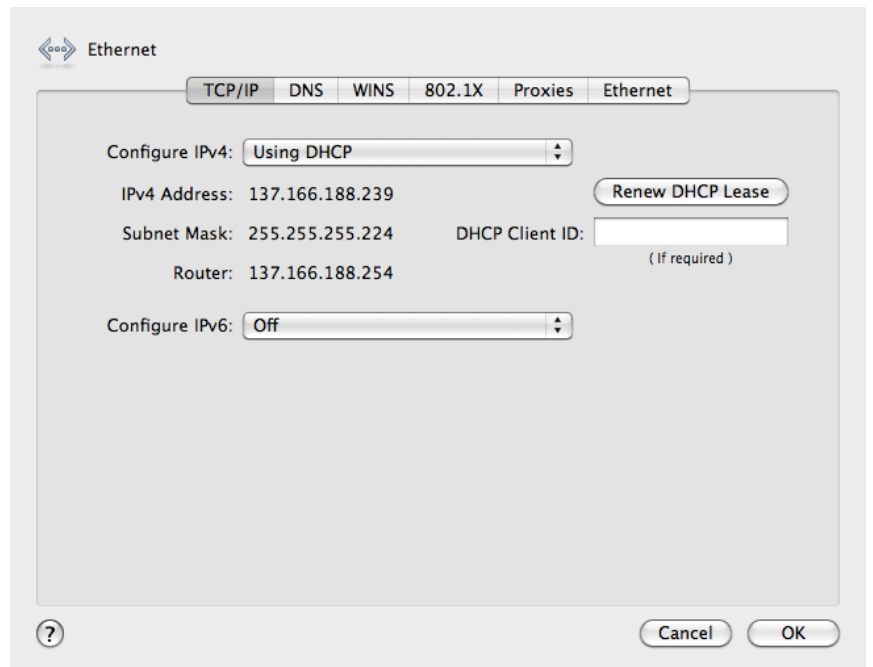 Ethernet
TCP/IP DNS WINS 802.1X Proxies Ethernet
Configure IPv4: Using DHCP
IPv4 Address: 137.166.188.239 Renew DHCP Lease
Subnet Mask: 255.255.255.224 DHCP Client ID:
( If required )
Router: 137.166.188.254
Configure IPv6: Off
? Cancel OK